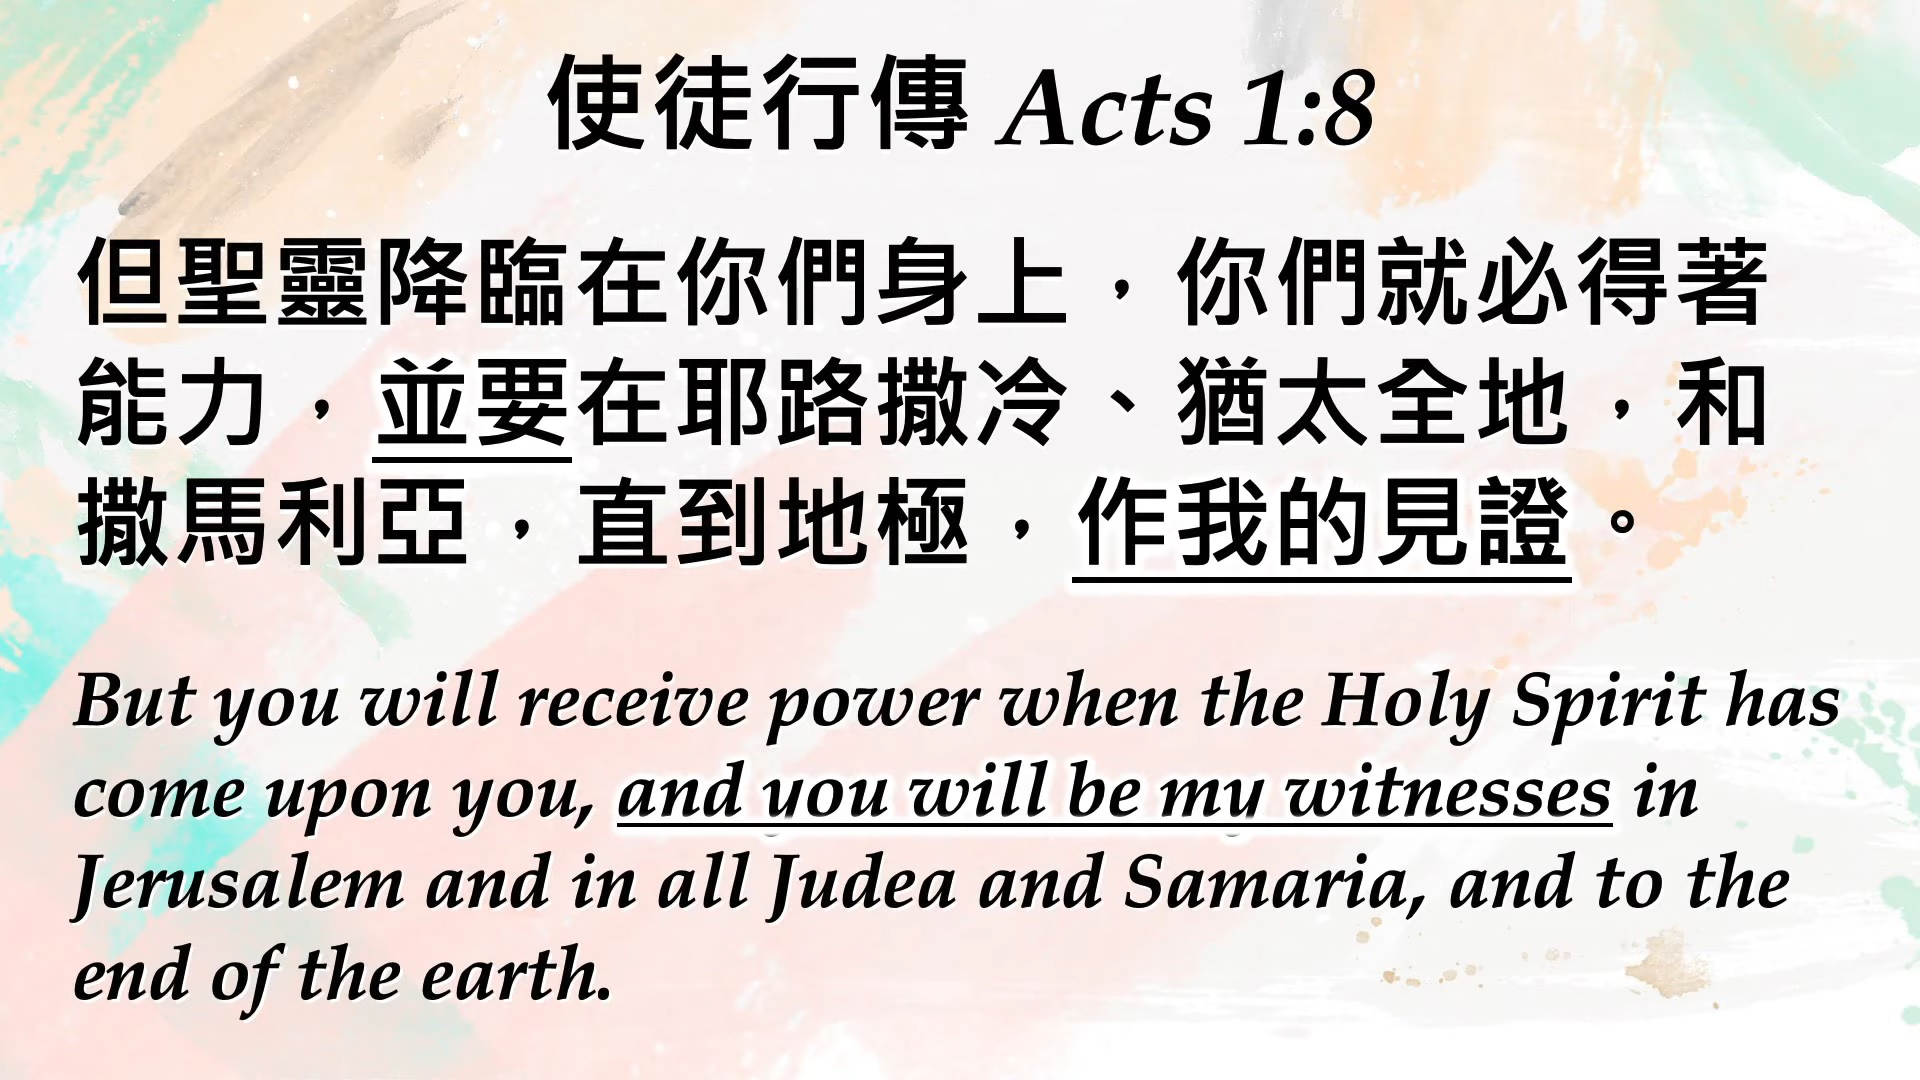 使徒行傳 Acts 1:8
但聖靈降臨在你們身上，你們就必得著
能力，並要在耶路撒冷、猶太全地，和
撒馬利亞，直到地極，作我的見證。
But you will receive power when the Holy Spirit has
come upon you, and you will be my witnesses in
Jerusalem and in all Judea and Samaria, and to the
end of the earth.